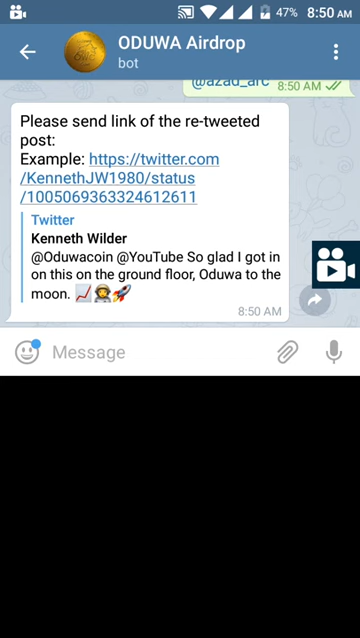 47% 8:50 AM
ODUWA Airdrop
bot
@azad_arc 8:50 AM
Please send link of the re-tweeted
post:
Example: https://twitter.com
/KennethJW1980/status
/1005069363324612611
Twitter
Kenneth Wilder
@Oduwacoin @YouTube So glad I got in
on this on the ground floor, Oduwa to the
moon. 📈👨‍🚀🚀
8:50 AM
Message